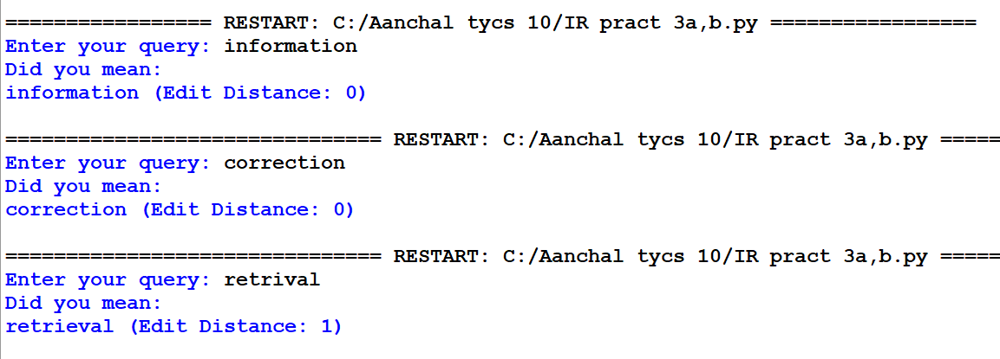 ================= RESTART: C:/Aanchal tycs 10/IR pract 3a,b.py =================
Enter your query: information
Did you mean:
information (Edit Distance: 0)
=============================== RESTART: C:/Aanchal tycs 10/IR pract 3a,b.py =====
Enter your query: correction
Did you mean:
correction (Edit Distance: 0)
=============================== RESTART: C:/Aanchal tycs 10/IR pract 3a,b.py =====
Enter your query: retrival
Did you mean:
retrieval (Edit Distance: 1)